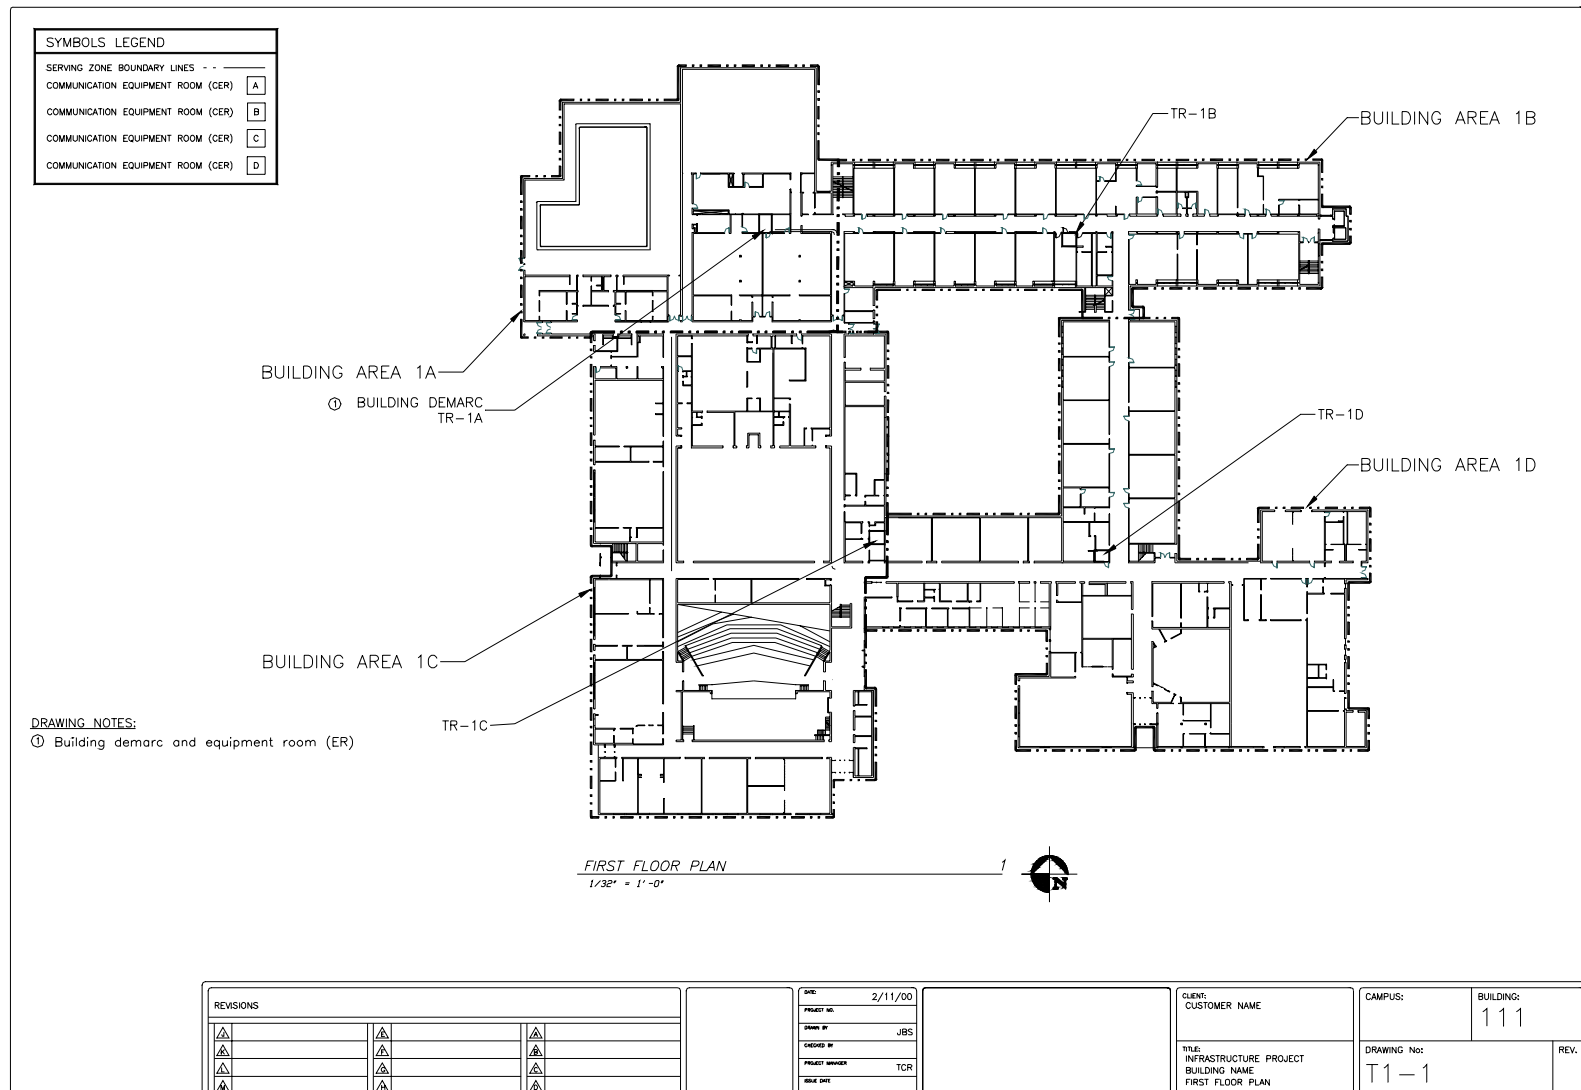 SYMBOLS LEGEND
SERVING ZONE BOUNDARY LINES
COMMUNICATION EQUIPMENT ROOM (CER) A
COMMUNICATION EQUIPMENT ROOM (CER) B
COMMUNICATION EQUIPMENT ROOM (CER) C
COMMUNICATION EQUIPMENT ROOM (CER) D
TR-1B
BUILDING AREA 1B
BUILDING AREA 1A
① BUILDING DEMARC
TR-1A
TR-1D
BUILDING AREA 1D
BUILDING AREA 1C
TR-1C
DRAWING NOTES:
① Building demarc and equipment room (ER)
FIRST FLOOR PLAN 1
1/32" = 1'-0"
N
REVISIONS
J E A
K F B
L G C
M H D
DATE: 2/11/00
PROJECT NO.
DRAWN BY JBS
CHECKED BY
PROJECT MANAGER TCR
ISSUE DATE
CLIENT:
CUSTOMER NAME
TITLE:
INFRASTRUCTURE PROJECT
BUILDING NAME
FIRST FLOOR PLAN
CAMPUS:
BUILDING:
111
DRAWING No:
T1-1
REV.